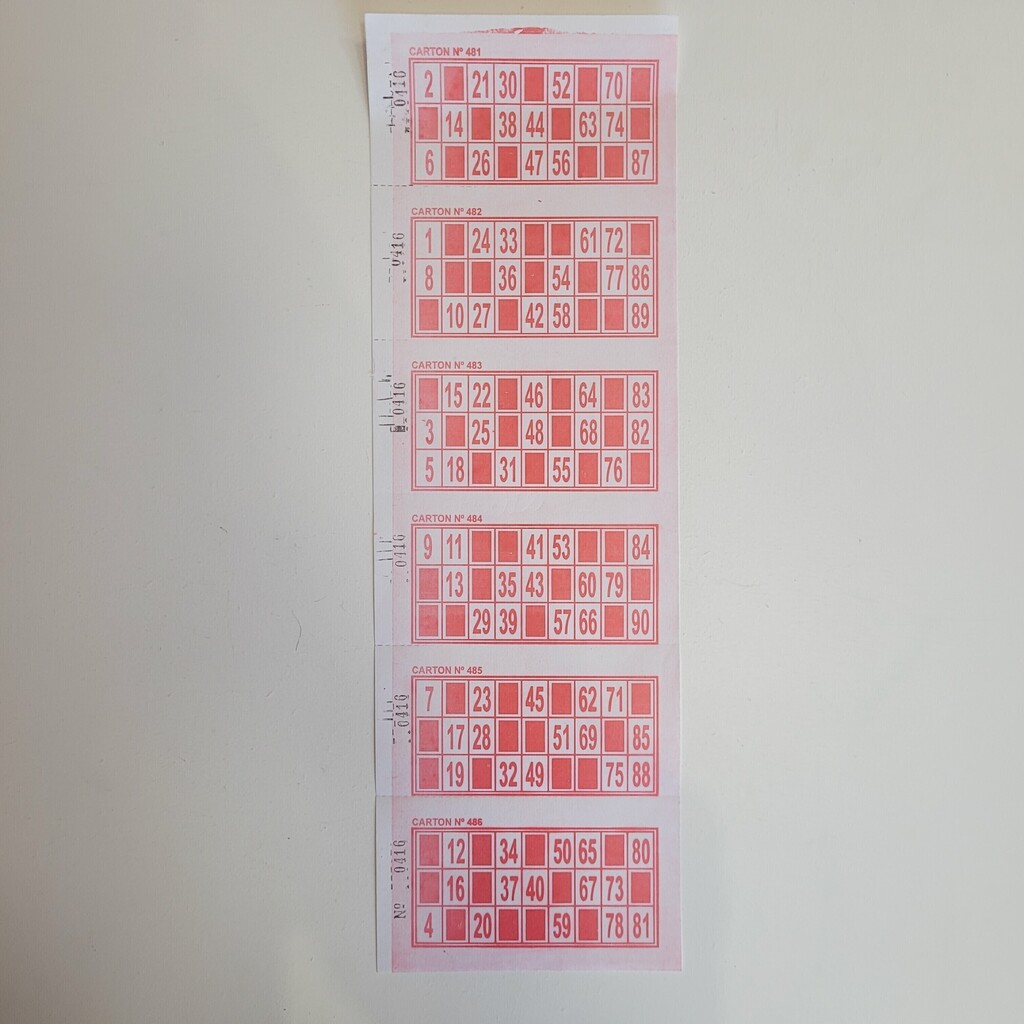 CARTON Nº 481
2 21 30 52 70
14 38 44 63 74
6 26 47 56 87
0416
CARTON Nº 482
1 24 33 61 72
8 36 54 77 86
10 27 42 58 89
0416
CARTON Nº 483
15 22 46 64 83
3 25 48 68 82
5 18 31 55 76
0416
CARTON Nº 484
9 11 41 53 84
13 35 43 60 79
29 39 57 66 90
0416
CARTON Nº 485
7 23 45 62 71
17 28 51 69 85
19 32 49 75 88
0416
CARTON Nº 486
12 34 50 65 80
16 37 40 67 73
4 20 59 78 81
Nº 0416